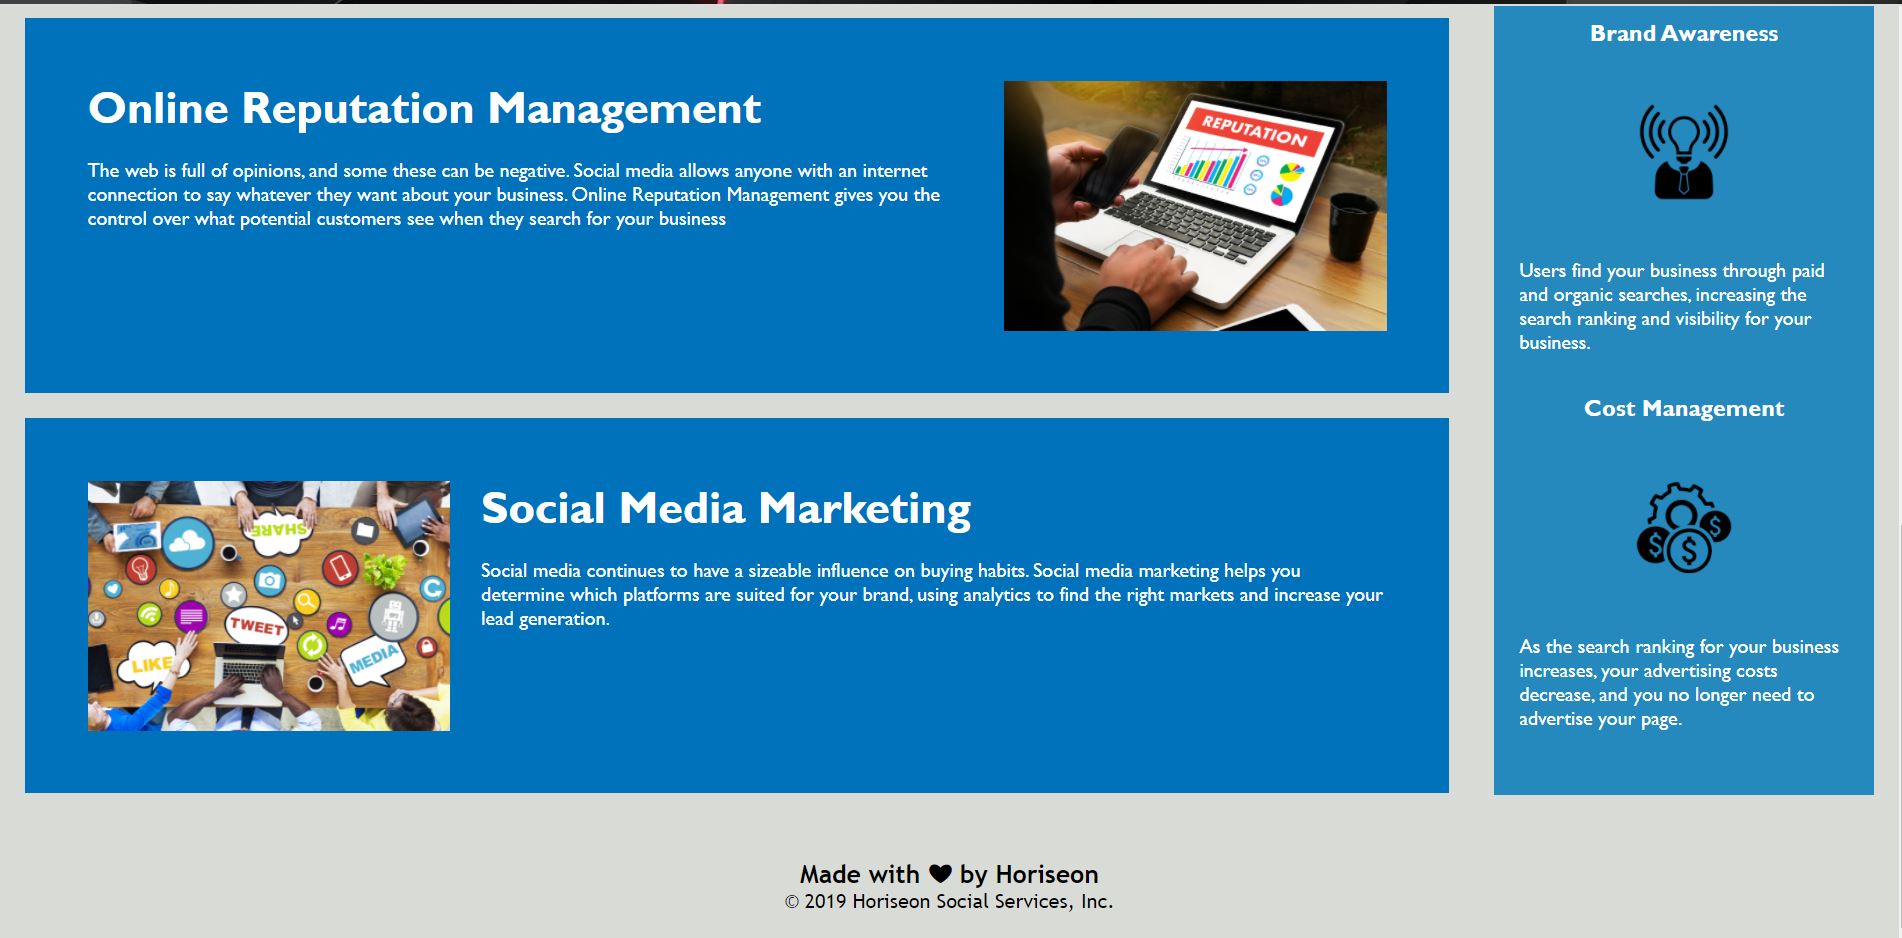 Online Reputation Management
The web is full of opinions, and some these can be negative. Social media allows anyone with an internet
connection to say whatever they want about your business. Online Reputation Management gives you the
control over what potential customers see when they search for your business
REPUTATION
Social Media Marketing
Social media continues to have a sizeable influence on buying habits. Social media marketing helps you
determine which platforms are suited for your brand, using analytics to find the right markets and increase your
lead generation.
SHARE
TWEET
LIKE
MEDIA
Brand Awareness
Users find your business through paid
and organic searches, increasing the
search ranking and visibility for your
business.
Cost Management
$
$
$
As the search ranking for your business
increases, your advertising costs
decrease, and you no longer need to
advertise your page.
Made with ♥ by Horiseon
© 2019 Horiseon Social Services, Inc.